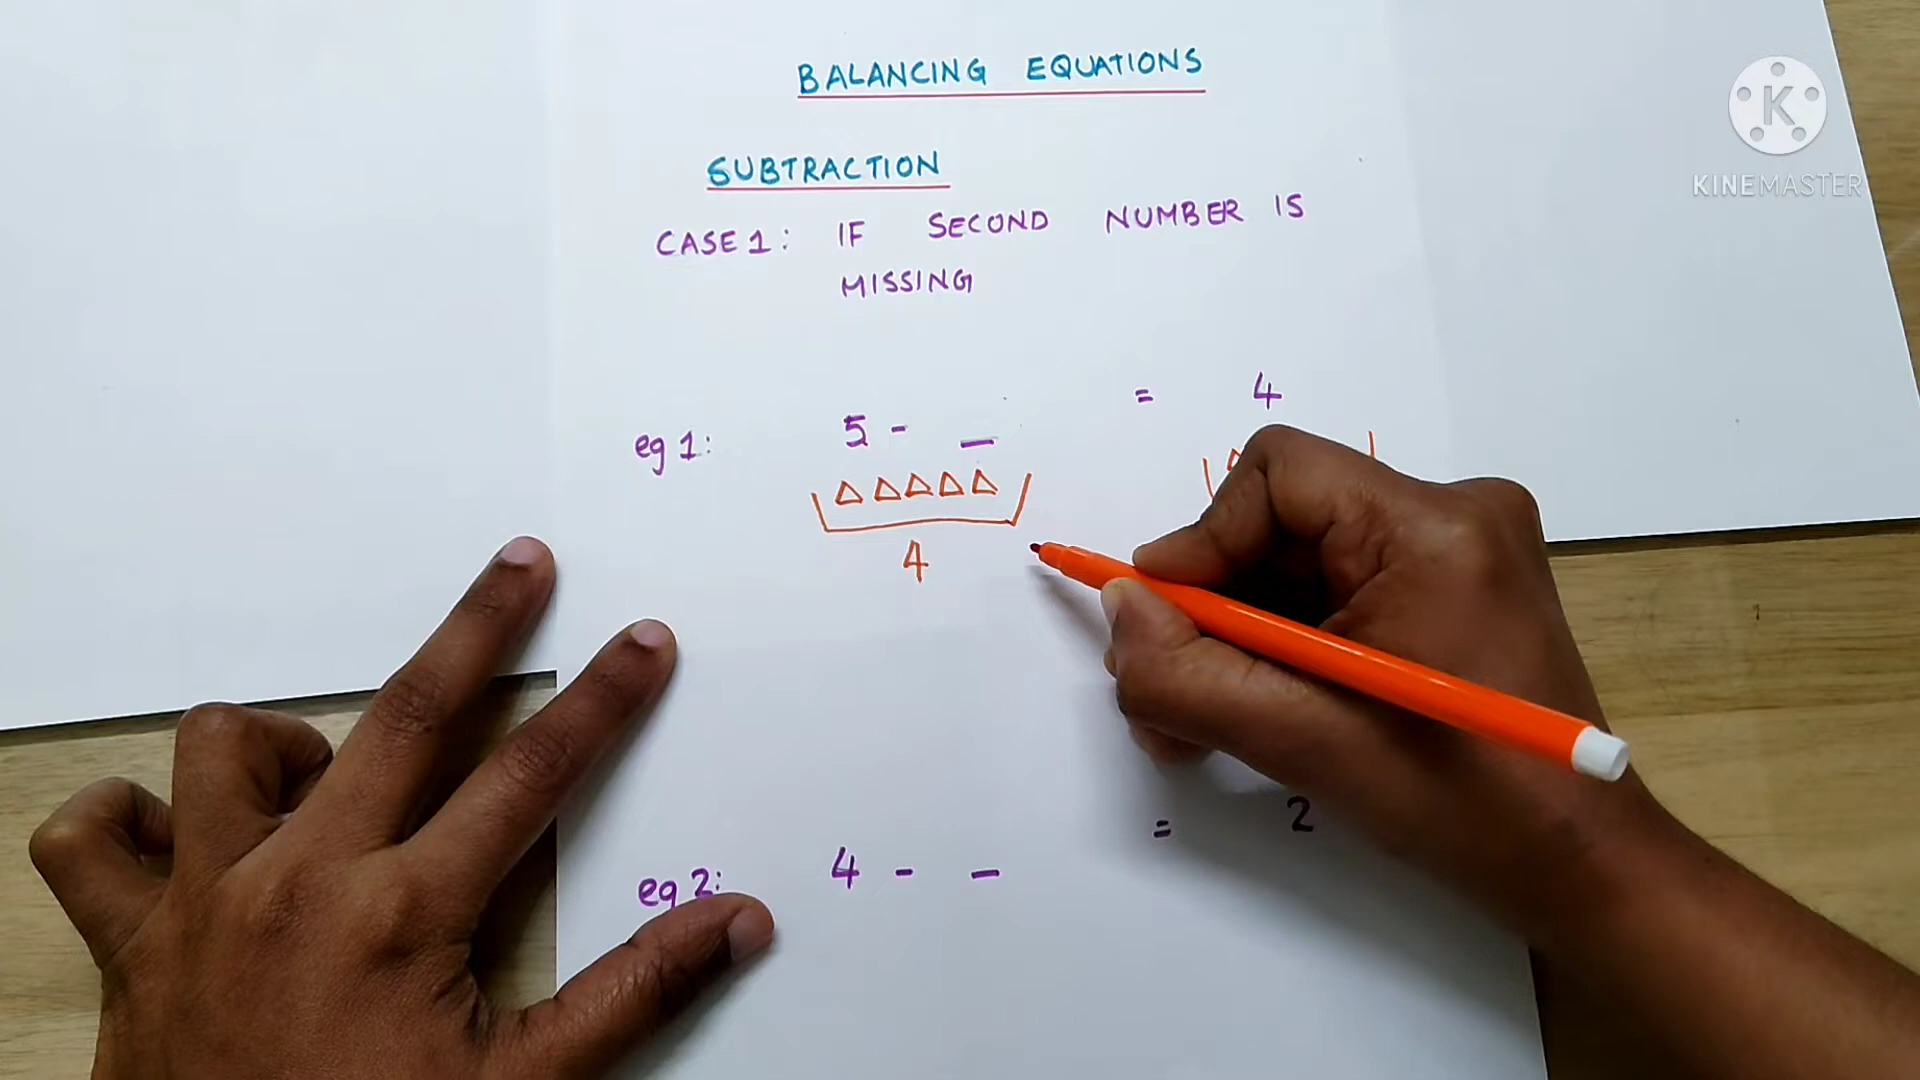 BALANCING EQUATIONS
SUBTRACTION
CASE 1: IF SECOND NUMBER IS
MISSING
eg 1: 5 - _ = 4
4
eg 2: 4 - _ = 2
K
KINEMASTER